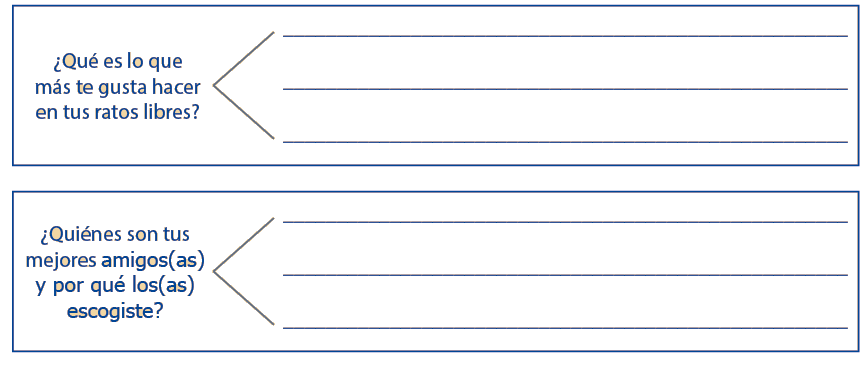 ¿Qué es lo que
más te gusta hacer
en tus ratos libres?
¿Quiénes son tus
mejores amigos(as)
y por qué los(as)
escogiste?